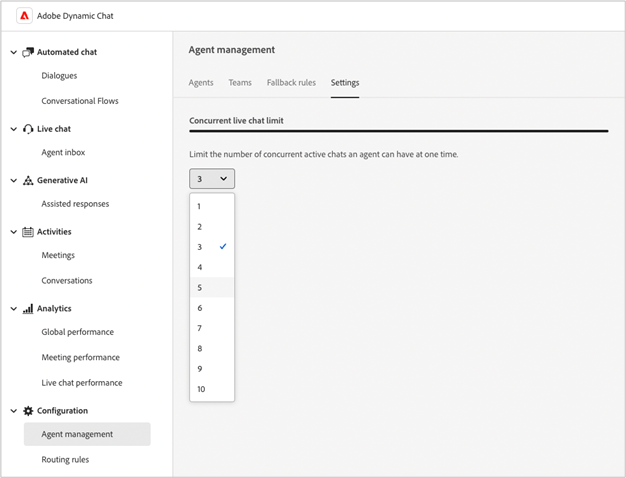 Adobe Dynamic Chat
Automated chat
Dialogues
Conversational Flows
Live chat
Agent inbox
Generative AI
Assisted responses
Activities
Meetings
Conversations
Analytics
Global performance
Meeting performance
Live chat performance
Configuration
Agent management
Routing rules
Agent management
Agents Teams Fallback rules Settings
Concurrent live chat limit
Limit the number of concurrent active chats an agent can have at one time.
3
1
2
3
4
5
6
7
8
9
10